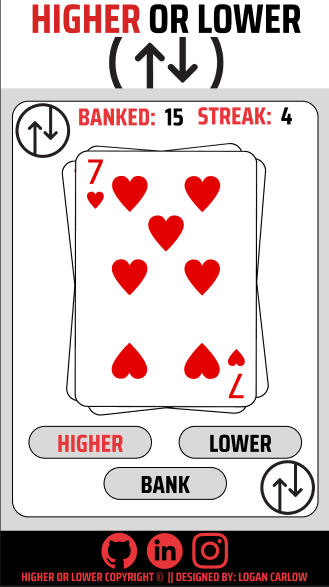 HIGHER OR LOWER
BANKED: 15 STREAK: 4
7
7
HIGHER LOWER
BANK
in
HIGHER OR LOWER COPYRIGHT © || DESIGNED BY: LOGAN CARLOW